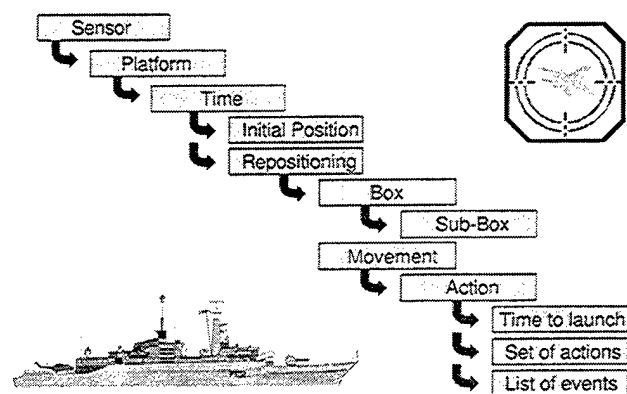 Sensor
Platform
Time
Initial Position
Repositioning
Box
Sub-Box
Movement
Action
Time to launch
Set of actions
List of events